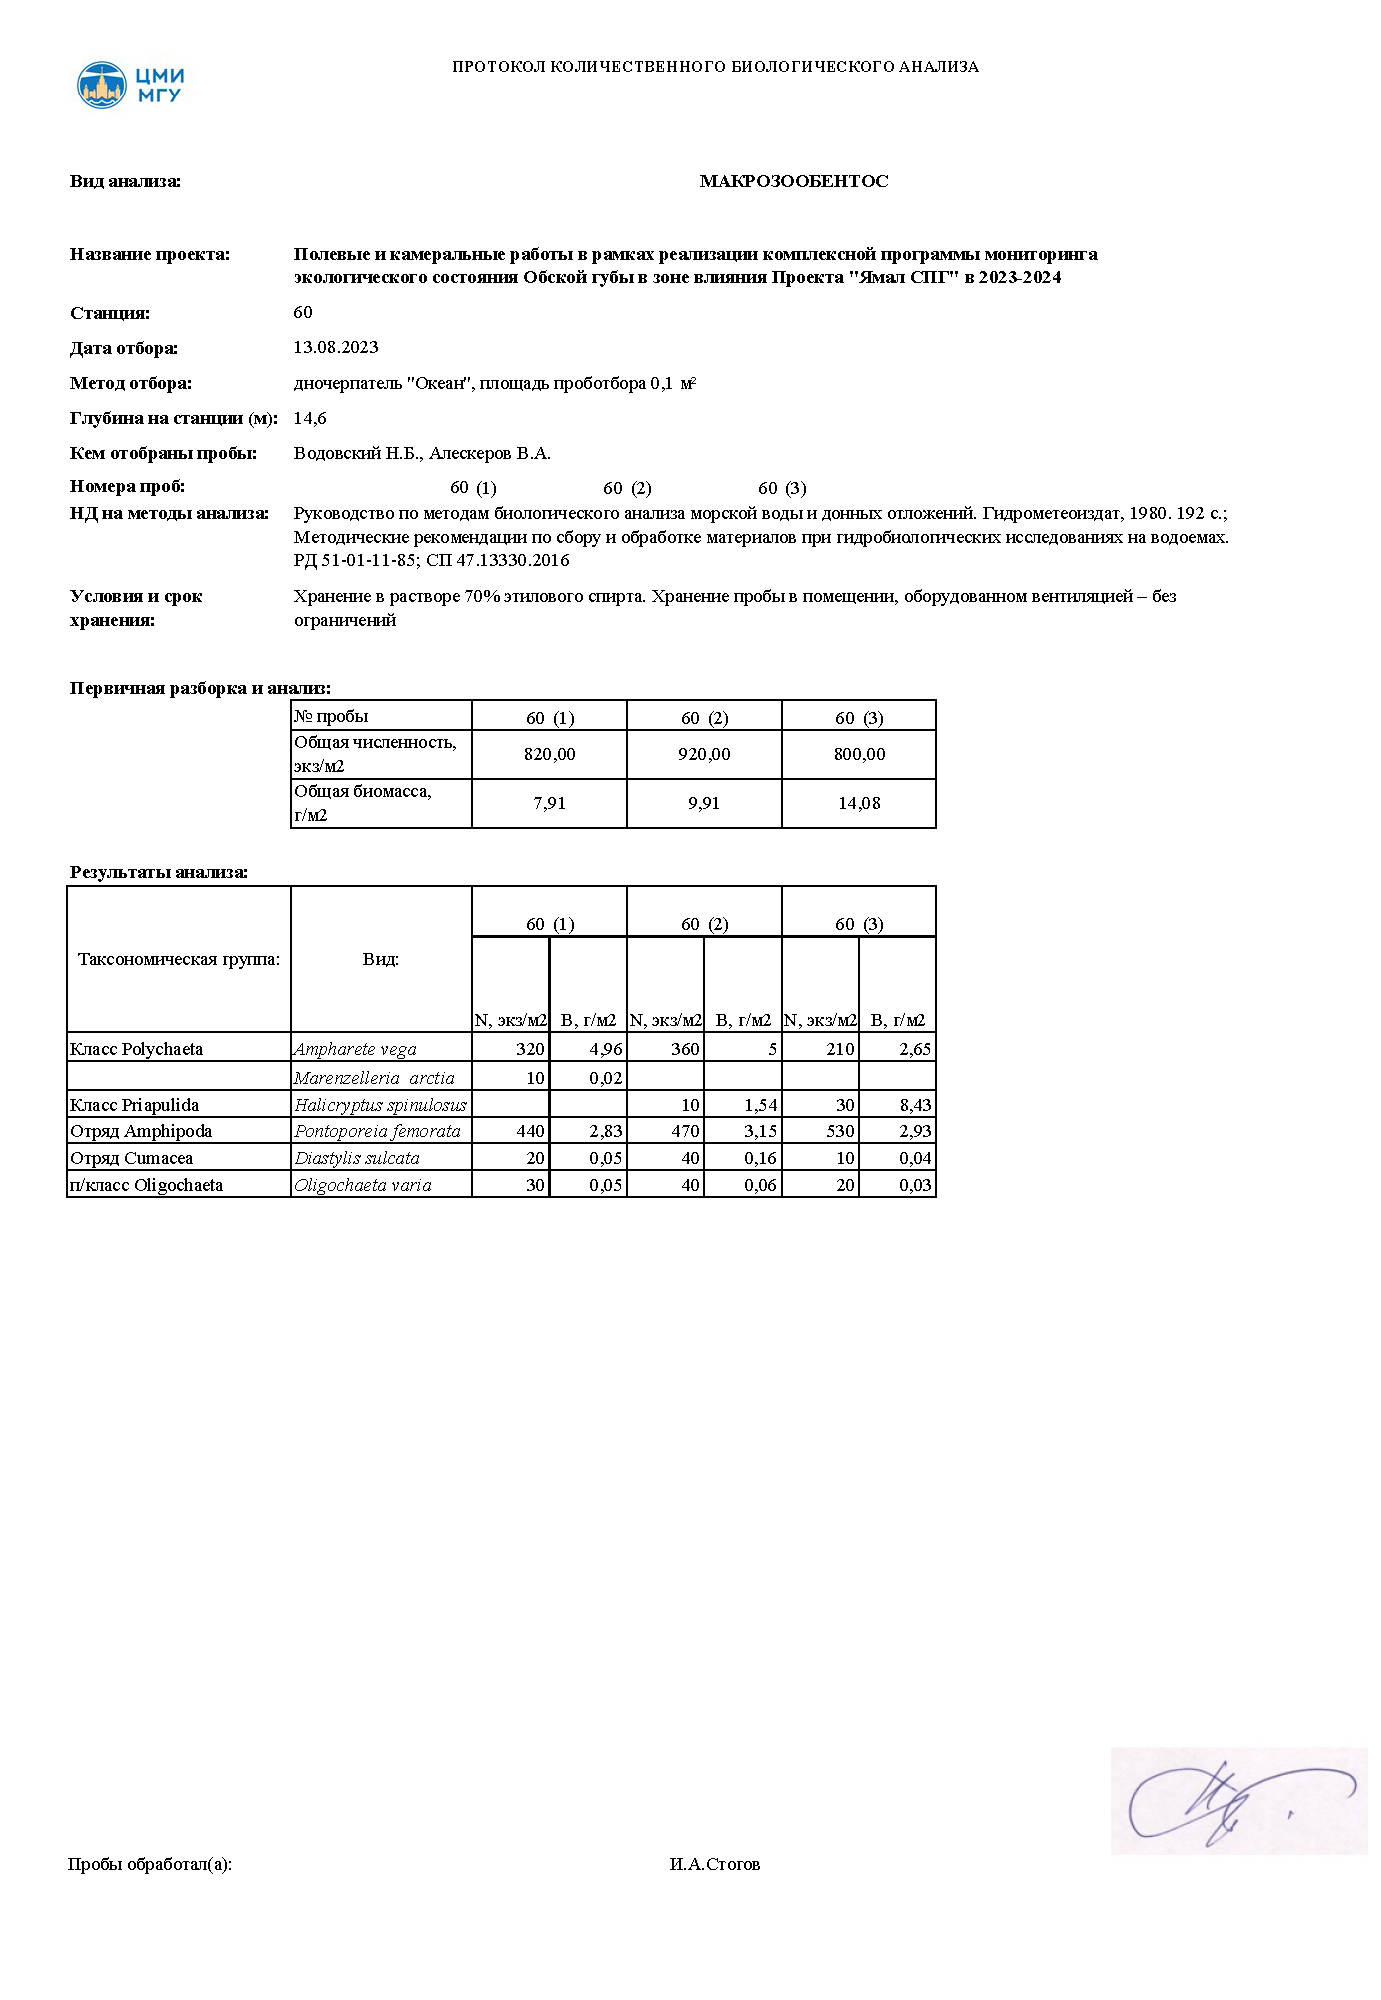 ЦМИ
МГУ
ПРОТОКОЛ КОЛИЧЕСТВЕННОГО БИОЛОГИЧЕСКОГО АНАЛИЗА
Вид анализа: МАКРОЗООБЕНТОС
Название проекта: Полевые и камеральные работы в рамках реализации комплексной программы мониторинга
экологического состояния Обской губы в зоне влияния Проекта "Ямал СПГ" в 2023-2024
Станция: 60
Дата отбора: 13.08.2023
Метод отбора: дночерпатель "Океан", площадь проботбора 0,1 м²
Глубина на станции (м): 14,6
Кем отобраны пробы: Водовский Н.Б., Алескеров В.А.
Номера проб: 60 (1) 60 (2) 60 (3)
НД на методы анализа: Руководство по методам биологического анализа морской воды и донных отложений. Гидрометеоиздат, 1980. 192 с.;
Методические рекомендации по сбору и обработке материалов при гидробиологических исследованиях на водоемах.
РД 51-01-11-85; СП 47.13330.2016
Условия и срок Хранение в растворе 70% этилового спирта. Хранение пробы в помещении, оборудованном вентиляцией – без
хранения: ограничений
Первичная разборка и анализ:
№ пробы 60 (1) 60 (2) 60 (3)
Общая численность,
экз/м2 820,00 920,00 800,00
Общая биомасса,
г/м2 7,91 9,91 14,08
Результаты анализа:
60 (1) 60 (2) 60 (3)
Таксономическая группа: Вид:
N, экз/м2 B, г/м2 N, экз/м2 B, г/м2 N, экз/м2 B, г/м2
Класс Polychaeta Ampharete vega 320 4,96 360 5 210 2,65
Marenzelleria arctia 10 0,02
Класс Priapulida Halicryptus spinulosus 10 1,54 30 8,43
Отряд Amphipoda Pontoporeia femorata 440 2,83 470 3,15 530 2,93
Отряд Cumacea Diastylis sulcata 20 0,05 40 0,16 10 0,04
п/класс Oligochaeta Oligochaeta varia 30 0,05 40 0,06 20 0,03
Пробы обработал(а): И.А.Стогов